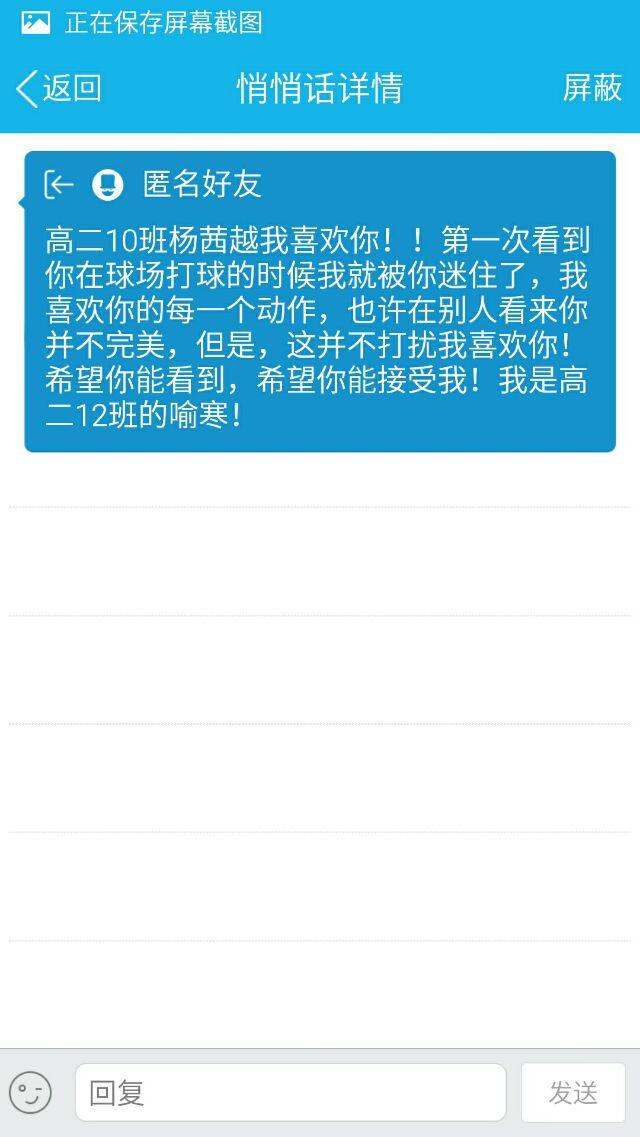 正在保存屏幕截图
返回
悄悄话详情
屏蔽
匿名好友
高二10班杨茜越我喜欢你！！第一次看到
你在球场打球的时候我就被你迷住了，我
喜欢你的每一个动作，也许在别人看来你
并不完美，但是，这并不打扰我喜欢你！
希望你能看到，希望你能接受我！我是高
二12班的喻寒！
回复
发送